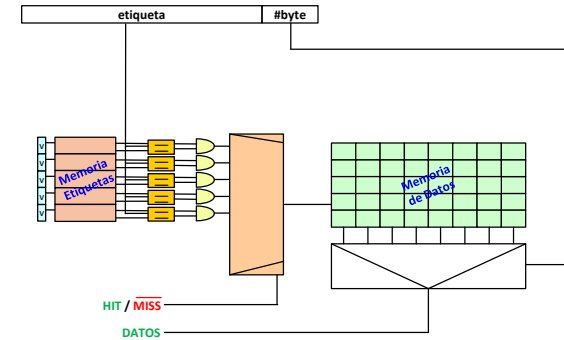 etiqueta #byte
V
V
V
V
V
=
=
=
=
=
Memoria
Etiquetas
Memoria
de Datos
HIT / MISS
DATOS